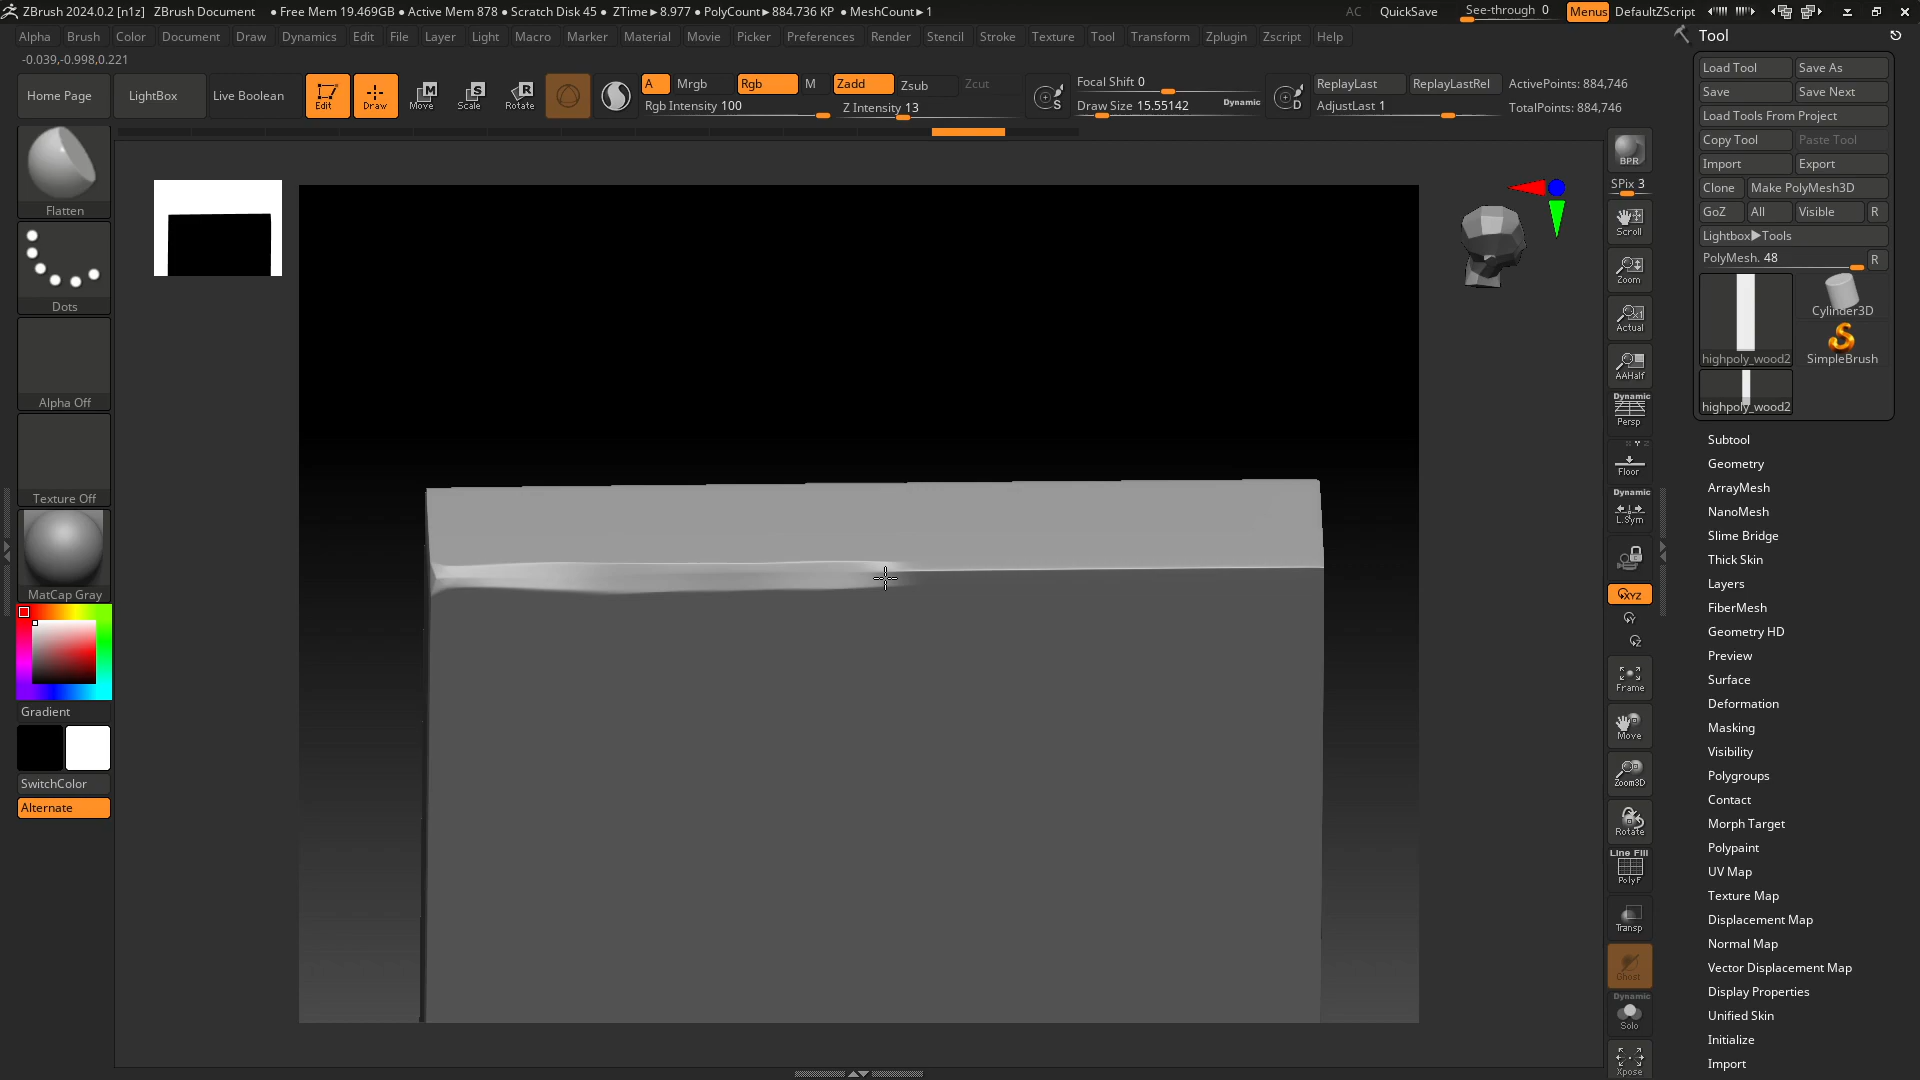 ZBrush 2024.0.2 [n1z] ZBrush Document ● Free Mem 19.469GB ● Active Mem 878 ● Scratch Disk 45 ● ZTime►8.977 ● PolyCount►884.736 KP ● MeshCount►1 AC QuickSave See-through 0 Menus DefaultZScript
Alpha Brush Color Document Draw Dynamics Edit File Layer Light Macro Marker Material Movie Picker Preferences Render Stencil Stroke Texture Tool Transform Zplugin Zscript Help
-0.039,-0.998,0.221
Home Page LightBox Live Boolean Edit Draw Move Scale Rotate
A Mrgb Rgb M Zadd Zsub Zcut
Rgb Intensity 100 Z Intensity 13
Focal Shift 0
Draw Size 15.55142 Dynamic
S D
ReplayLast ReplayLastRel
AdjustLast 1
ActivePoints: 884,746
TotalPoints: 884,746
Flatten
Dots
Alpha Off
Texture Off
MatCap Gray
Gradient
SwitchColor
Alternate
BPR
SPix 3
Scroll
Zoom
Actual
AAHalf
Dynamic
Persp
Floor
Dynamic
L.Sym
XYZ
Y
Z
Frame
Move
Zoom3D
Rotate
Line Fill
PolyF
Transp
Ghost
Dynamic
Solo
Xpose
Tool
Load Tool Save As
Save Save Next
Load Tools From Project
Copy Tool Paste Tool
Import Export
Clone Make PolyMesh3D
GoZ All Visible R
Lightbox►Tools
PolyMesh. 48 R
highpoly_wood2
Cylinder3D
SimpleBrush
highpoly_wood2
Subtool
Geometry
ArrayMesh
NanoMesh
Slime Bridge
Thick Skin
Layers
FiberMesh
Geometry HD
Preview
Surface
Deformation
Masking
Visibility
Polygroups
Contact
Morph Target
Polypaint
UV Map
Texture Map
Displacement Map
Normal Map
Vector Displacement Map
Display Properties
Unified Skin
Initialize
Import